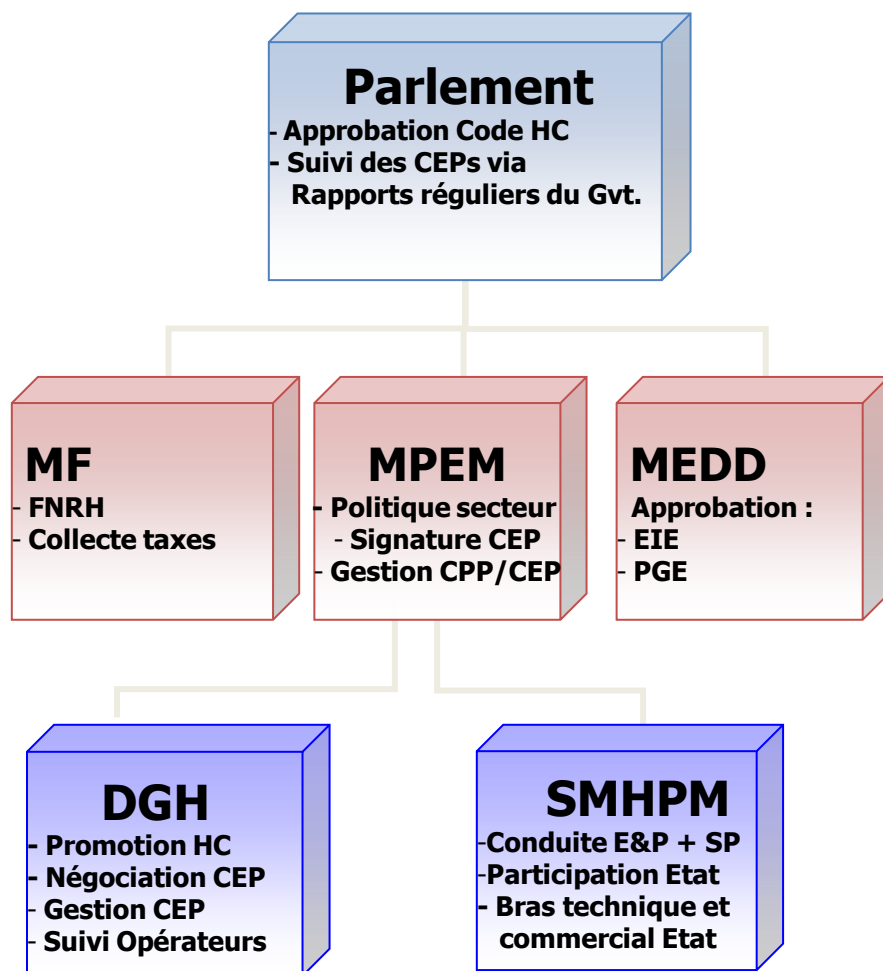 Parlement
- Approbation Code HC
- Suivi des CEPs via
Rapports réguliers du Gvt.
MF
- FNRH
- Collecte taxes
MPEM
- Politique secteur
- Signature CEP
- Gestion CPP/CEP
MEDD
Approbation :
- EIE
- PGE
DGH
- Promotion HC
- Négociation CEP
- Gestion CEP
- Suivi Opérateurs
SMHPM
-Conduite E&P + SP
-Participation Etat
- Bras technique et
commercial Etat